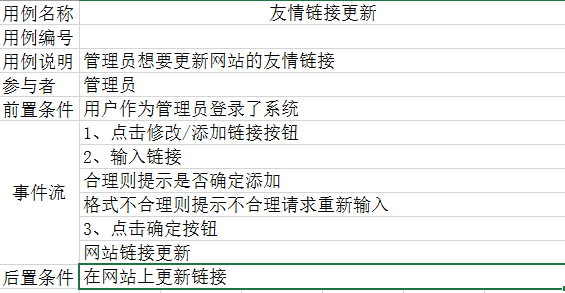 用例名称 友情链接更新
用例编号
用例说明 管理员想要更新网站的友情链接
参与者 管理员
前置条件 用户作为管理员登录了系统
事件流
1、点击修改/添加链接按钮
2、输入链接
合理则提示是否确定添加
格式不合理则提示不合理请求重新输入
3、点击确定按钮
网站链接更新
后置条件 在网站上更新链接